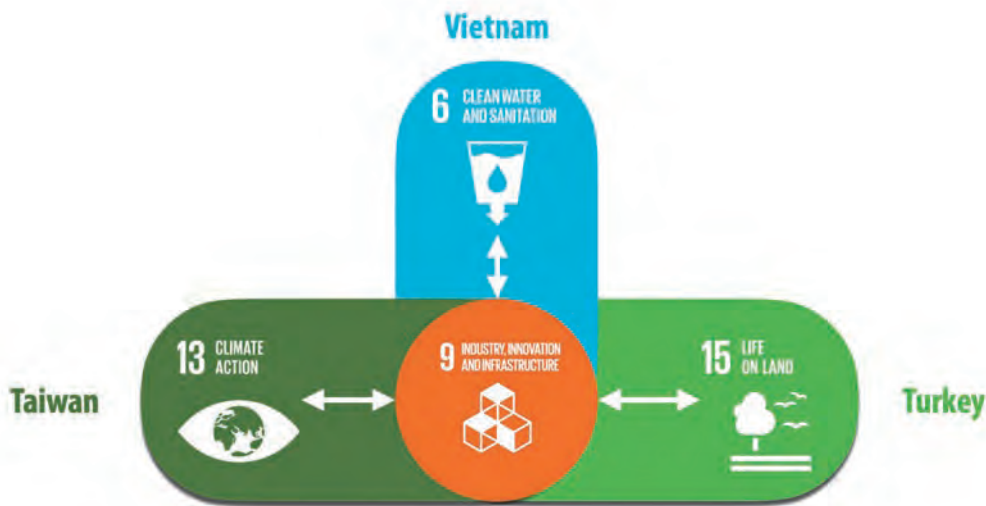 Vietnam
6 CLEAN WATER
AND SANITATION
13 CLIMATE
ACTION
9 INDUSTRY, INNOVATION
AND INFRASTRUCTURE
15 LIFE
ON LAND
Taiwan
Turkey